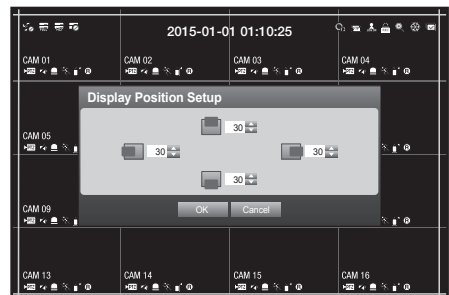 2015-01-01 01:10:25
CAM 01
CAM 02
CAM 03
CAM 04
Display Position Setup
30
CAM 05
30
30
30
CAM 09
OK
Cancel
CAM 13
CAM 14
CAM 15
CAM 16